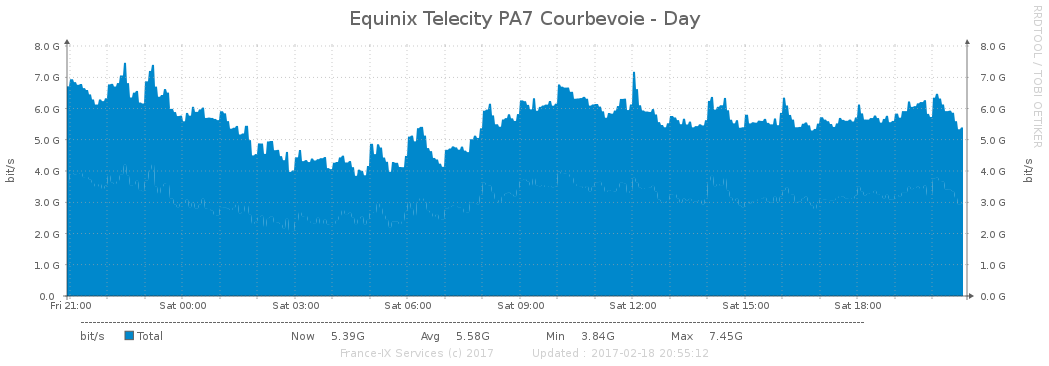 Equinix Telecity PA7 Courbevoie - Day
RRDTOOL / TOBI OETIKER
8.0 G 8.0 G
7.0 G 7.0 G
6.0 G 6.0 G
5.0 G 5.0 G
4.0 G 4.0 G
3.0 G 3.0 G
2.0 G 2.0 G
1.0 G 1.0 G
0.0 0.0 G
bit/s bit/s
Fri 21:00 Sat 00:00 Sat 03:00 Sat 06:00 Sat 09:00 Sat 12:00 Sat 15:00 Sat 18:00
bit/s Total Now 5.39G Avg 5.58G Min 3.84G Max 7.45G
France-IX Services (c) 2017 Updated : 2017-02-18 20:55:12